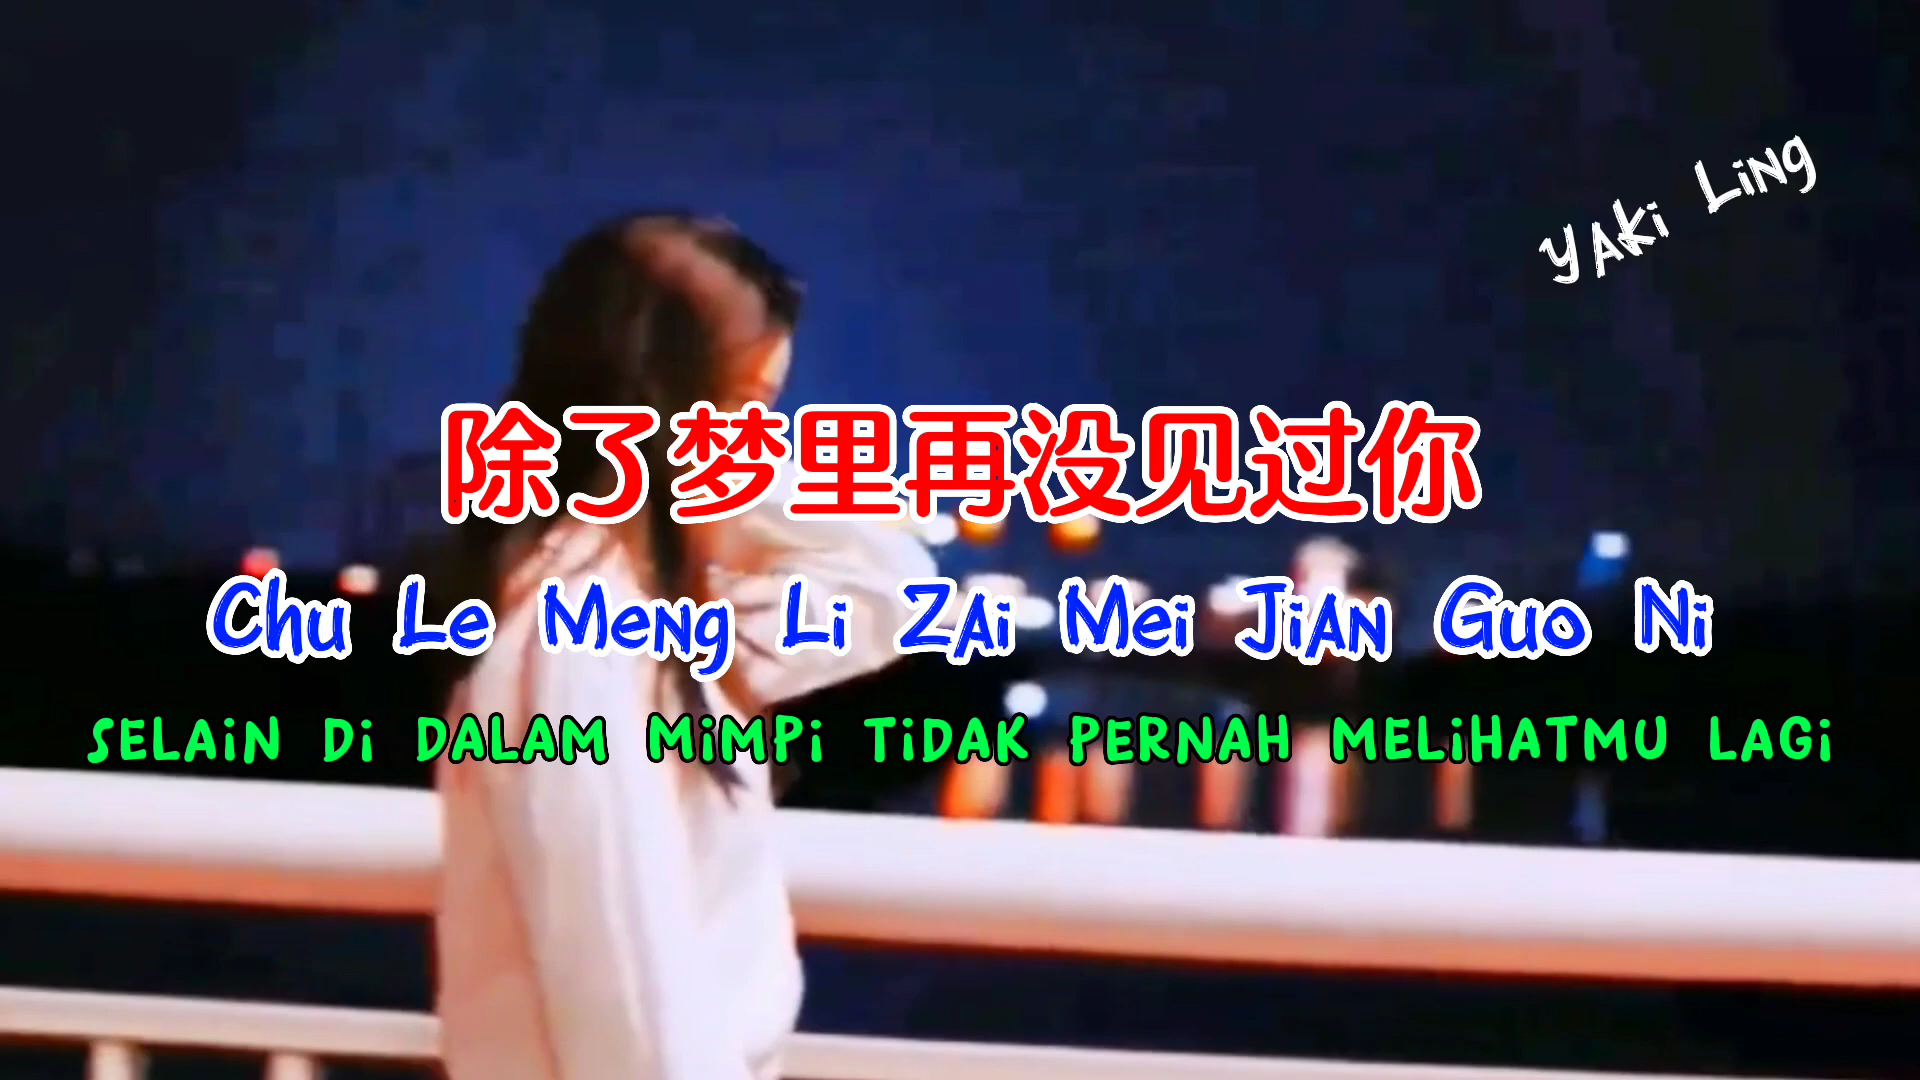 YAKi LiNg
除了梦里再没见过你
Chu Le Meng Li Zai Mei Jian Guo Ni
SELAiN Di DALAM MiMPi TiDAK PERNAH MELiHATMU LAGi